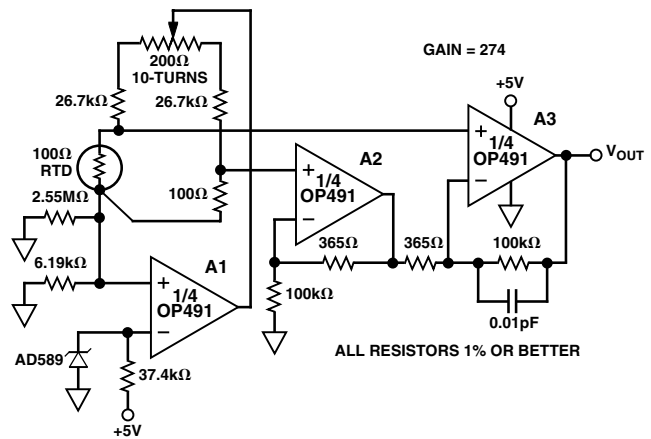 200Ω
10-TURNS
26.7kΩ
26.7kΩ
GAIN = 274
+5V
A3
+
1/4
OP491
−
VOUT
100Ω
RTD
2.55MΩ
100Ω
A2
+
1/4
OP491
−
365Ω
365Ω
100kΩ
100kΩ
0.01pF
6.19kΩ
A1
+
1/4
OP491
−
AD589
37.4kΩ
+5V
ALL RESISTORS 1% OR BETTER